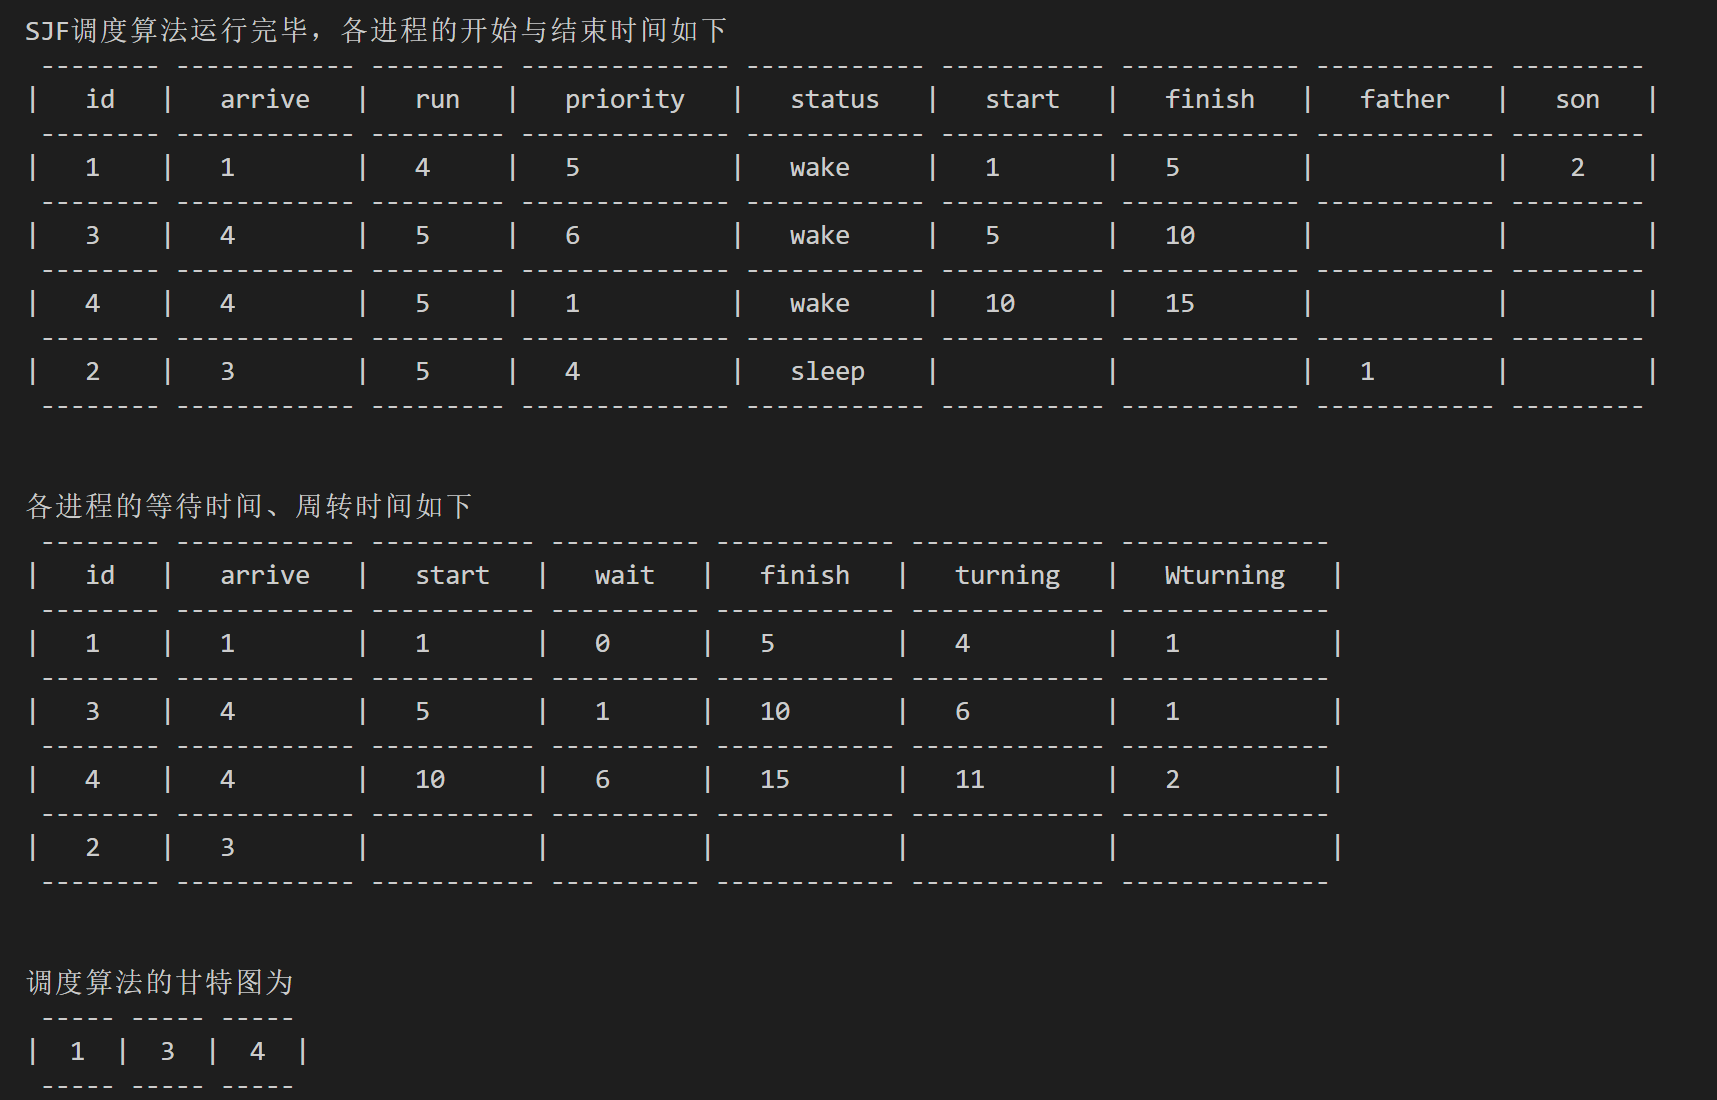 SJF调度算法运行完毕，各进程的开始与结束时间如下
 -------- ------------ --------- -------------- ------------ ----------- ------------ ------------ ---------
|   id   |   arrive   |   run   |   priority   |   status   |   start   |   finish   |   father   |   son   |
 -------- ------------ --------- -------------- ------------ ----------- ------------ ------------ ---------
|   1    |   1        |   4     |   5          |   wake     |   1       |   5        |            |    2    |
 -------- ------------ --------- -------------- ------------ ----------- ------------ ------------ ---------
|   3    |   4        |   5     |   6          |   wake     |   5       |   10       |            |         |
 -------- ------------ --------- -------------- ------------ ----------- ------------ ------------ ---------
|   4    |   4        |   5     |   1          |   wake     |   10      |   15       |            |         |
 -------- ------------ --------- -------------- ------------ ----------- ------------ ------------ ---------
|   2    |   3        |   5     |   4          |   sleep    |           |            |   1        |         |
 -------- ------------ --------- -------------- ------------ ----------- ------------ ------------ ---------
各进程的等待时间、周转时间如下
 -------- ------------ ----------- ---------- ------------ ------------- --------------
|   id   |   arrive   |   start   |   wait   |   finish   |   turning   |   Wturning   |
 -------- ------------ ----------- ---------- ------------ ------------- --------------
|   1    |   1        |   1       |   0      |   5        |   4         |   1          |
 -------- ------------ ----------- ---------- ------------ ------------- --------------
|   3    |   4        |   5       |   1      |   10       |   6         |   1          |
 -------- ------------ ----------- ---------- ------------ ------------- --------------
|   4    |   4        |   10      |   6      |   15       |   11        |   2          |
 -------- ------------ ----------- ---------- ------------ ------------- --------------
|   2    |   3        |           |          |            |             |              |
 -------- ------------ ----------- ---------- ------------ ------------- --------------
调度算法的甘特图为
 ----- ----- -----
|  1  |  3  |  4  |
 ----- ----- -----